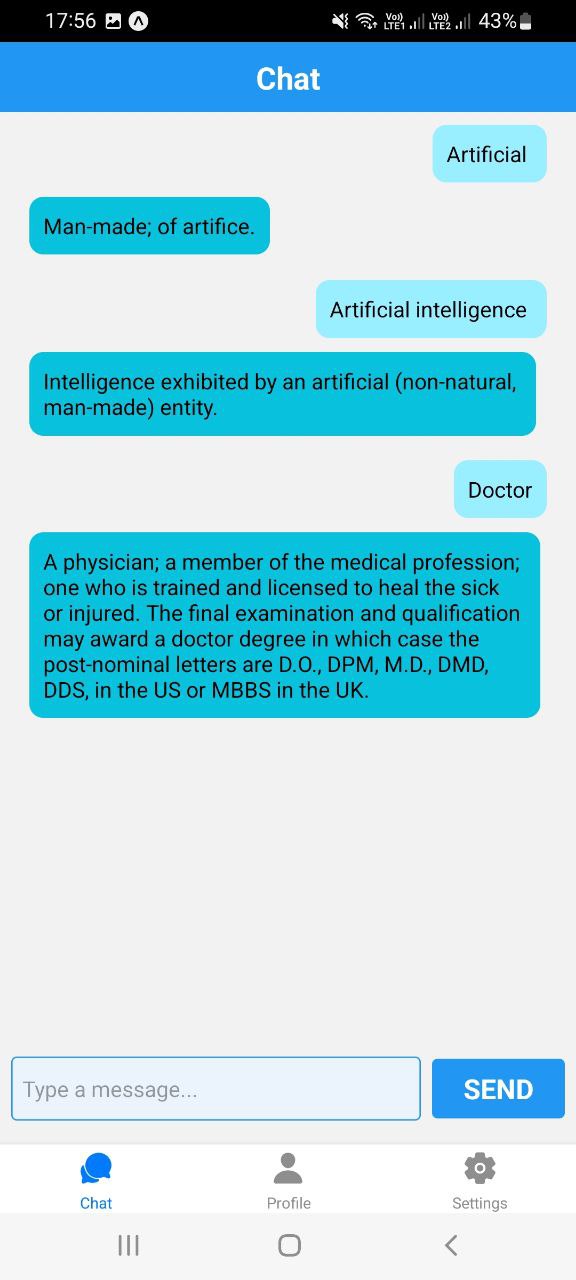 17:56
Vo)) LTE1 Vo)) LTE2 43%
Chat
Artificial
Man-made; of artifice.
Artificial intelligence
Intelligence exhibited by an artificial (non-natural,
man-made) entity.
Doctor
A physician; a member of the medical profession;
one who is trained and licensed to heal the sick
or injured. The final examination and qualification
may award a doctor degree in which case the
post-nominal letters are D.O., DPM, M.D., DMD,
DDS, in the US or MBBS in the UK.
Type a message...
SEND
Chat
Profile
Settings